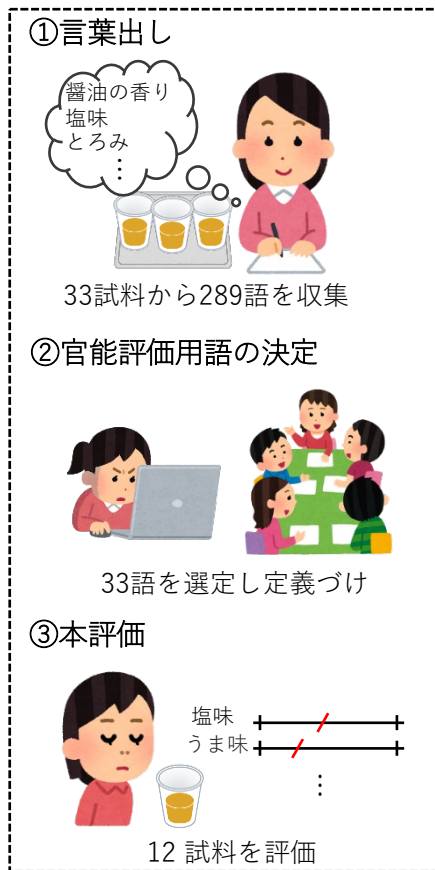 ①言葉出し
醤油の香り
塩味
とろみ
⋮
33試料から289語を収集
②官能評価用語の決定
33語を選定し定義づけ
③本評価
塩味
うま味
⋮
12 試料を評価